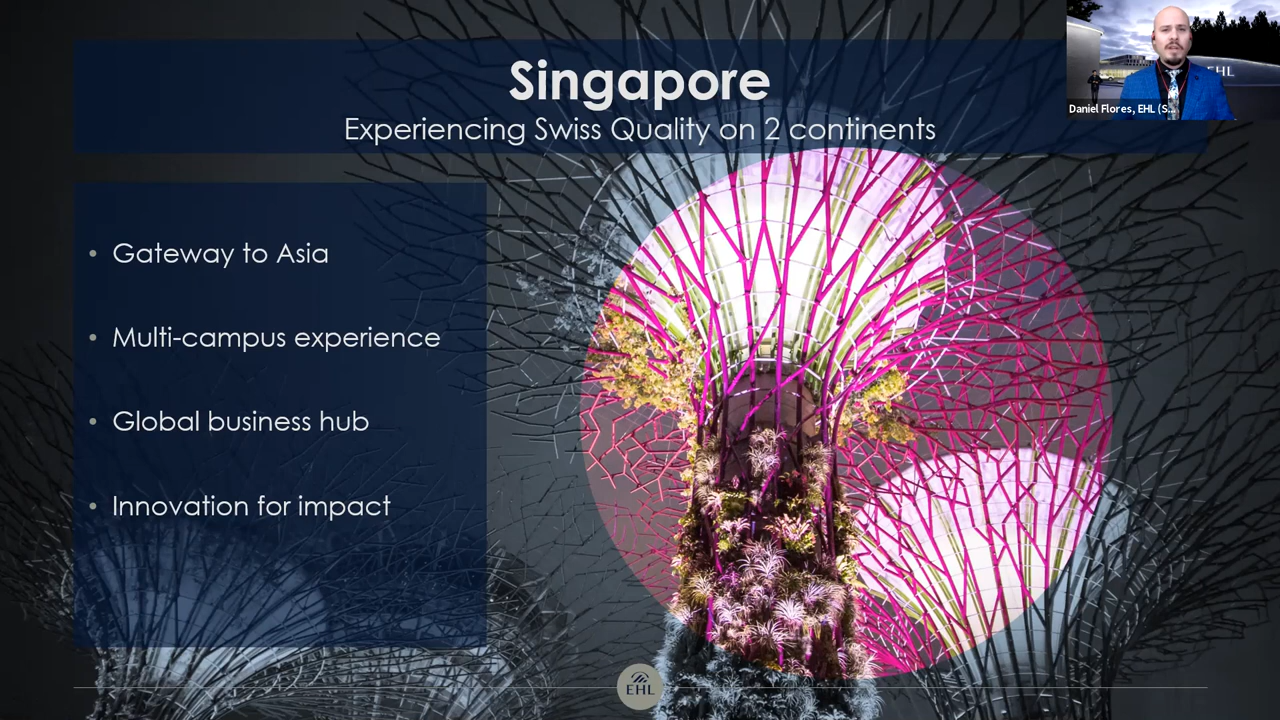 Singapore
Experiencing Swiss Quality on 2 continents
EHL
Daniel Flores, EHL (S...
• Gateway to Asia
• Multi-campus experience
• Global business hub
• Innovation for impact
EHL